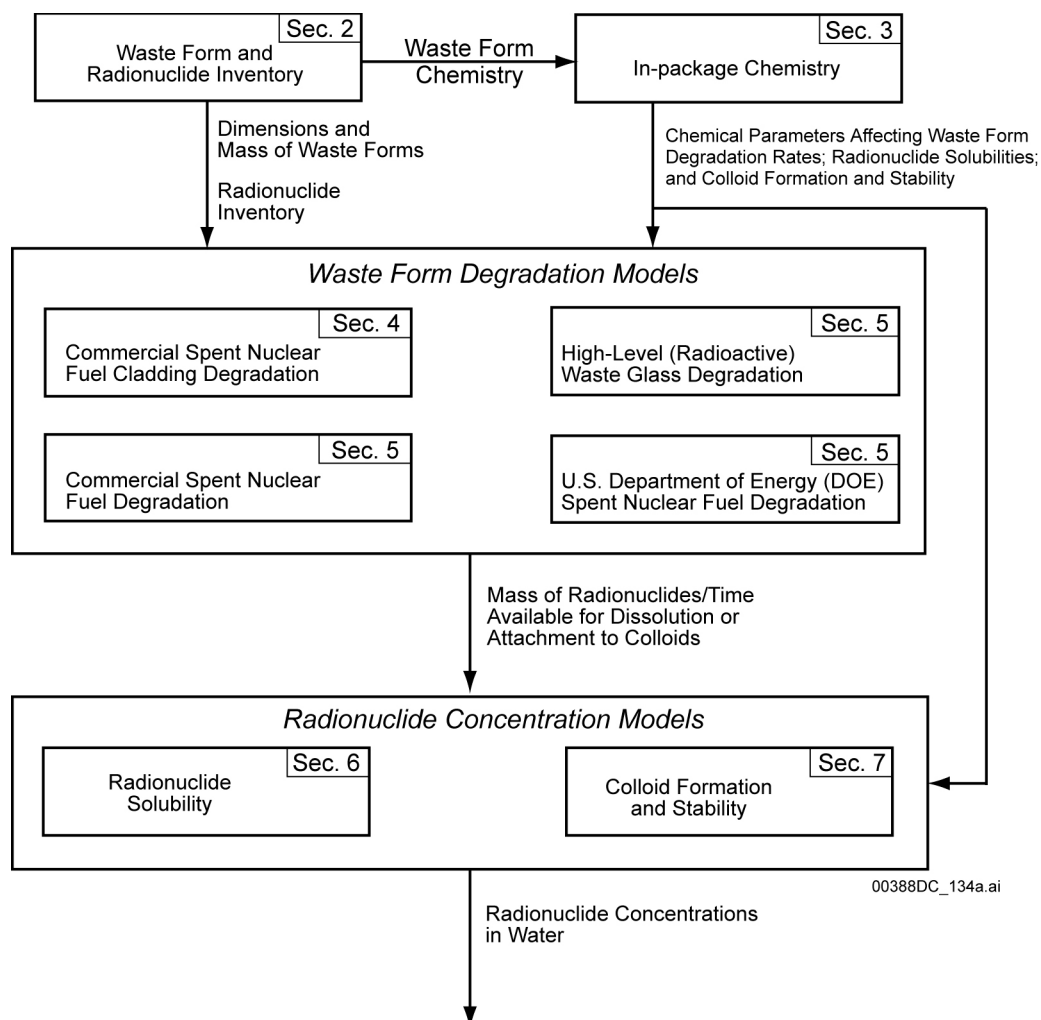 Sec. 2
Waste Form and
Radionuclide Inventory
Waste Form
Chemistry
Sec. 3
In-package Chemistry
Dimensions and
Mass of Waste Forms
Radionuclide
Inventory
Chemical Parameters Affecting Waste Form
Degradation Rates; Radionuclide Solubilities;
and Colloid Formation and Stability
Waste Form Degradation Models
Sec. 4
Commercial Spent Nuclear
Fuel Cladding Degradation
Sec. 5
High-Level (Radioactive)
Waste Glass Degradation
Sec. 5
Commercial Spent Nuclear
Fuel Degradation
Sec. 5
U.S. Department of Energy (DOE)
Spent Nuclear Fuel Degradation
Mass of Radionuclides/Time
Available for Dissolution or
Attachment to Colloids
Radionuclide Concentration Models
Sec. 6
Radionuclide
Solubility
Sec. 7
Colloid Formation
and Stability
00388DC_134a.ai
Radionuclide Concentrations
in Water